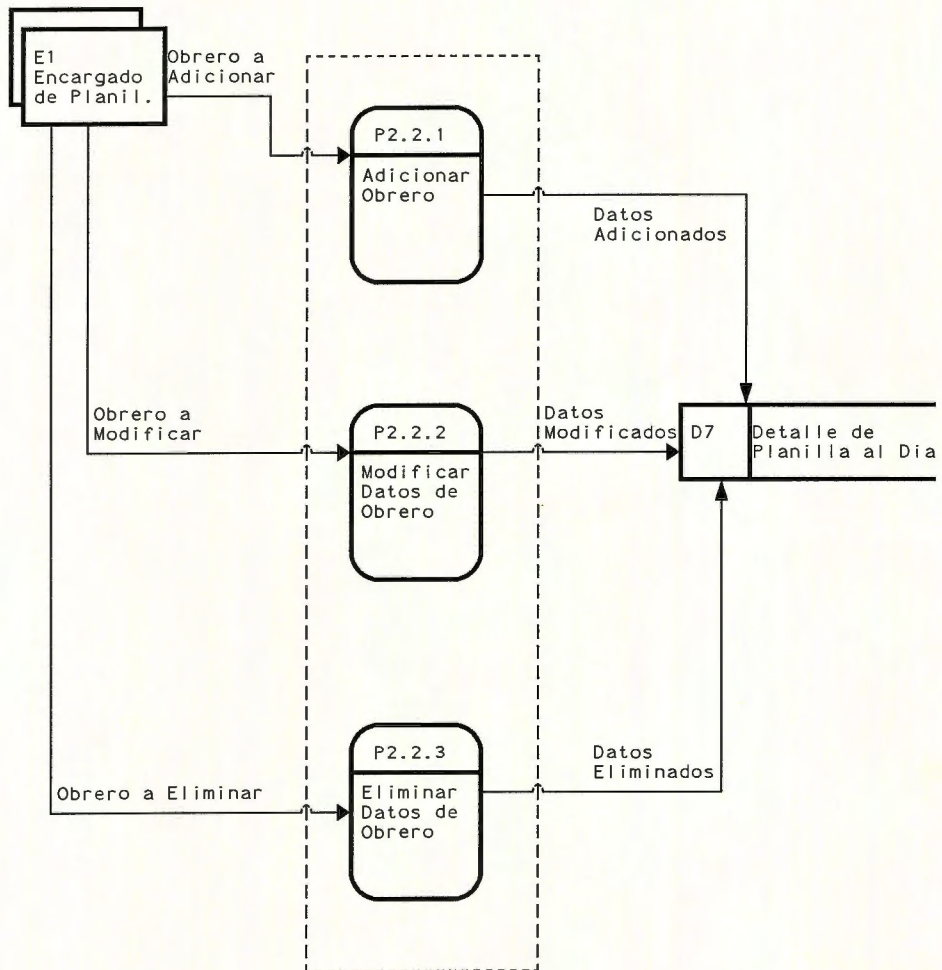 E1
Encargado
de Planil.
Obrero a
Adicionar
P2.2.1
Adicionar
Obrero
Datos
Adicionados
Obrero a
Modificar
P2.2.2
Modificar
Datos de
Obrero
Datos
Modificados
D7
Detalle de
Planilla al Dia
Obrero a Eliminar
P2.2.3
Eliminar
Datos de
Obrero
Datos
Eliminados